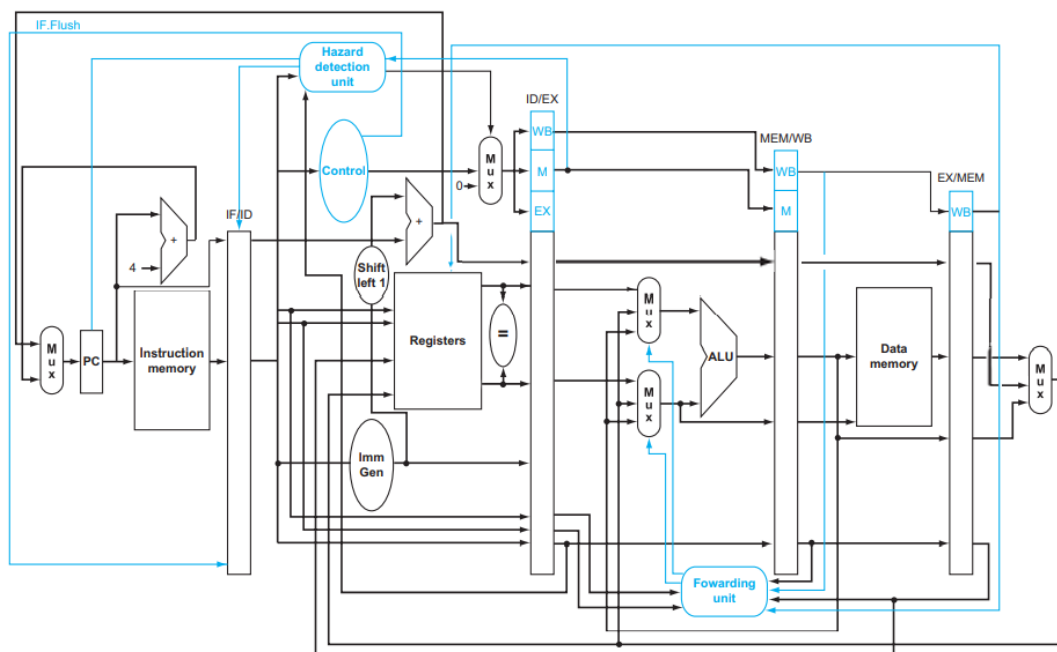 IF.Flush
Hazard
detection
unit
ID/EX
WB
MEM/WB
Control
M
u
x
M
WB
EX/MEM
0
EX
M
WB
IF/ID
+
+
4
Shift
left 1
M
u
x
PC
Instruction
memory
Registers
=
M
u
x
ALU
Data
memory
M
u
x
M
u
x
Imm
Gen
Fowarding
unit